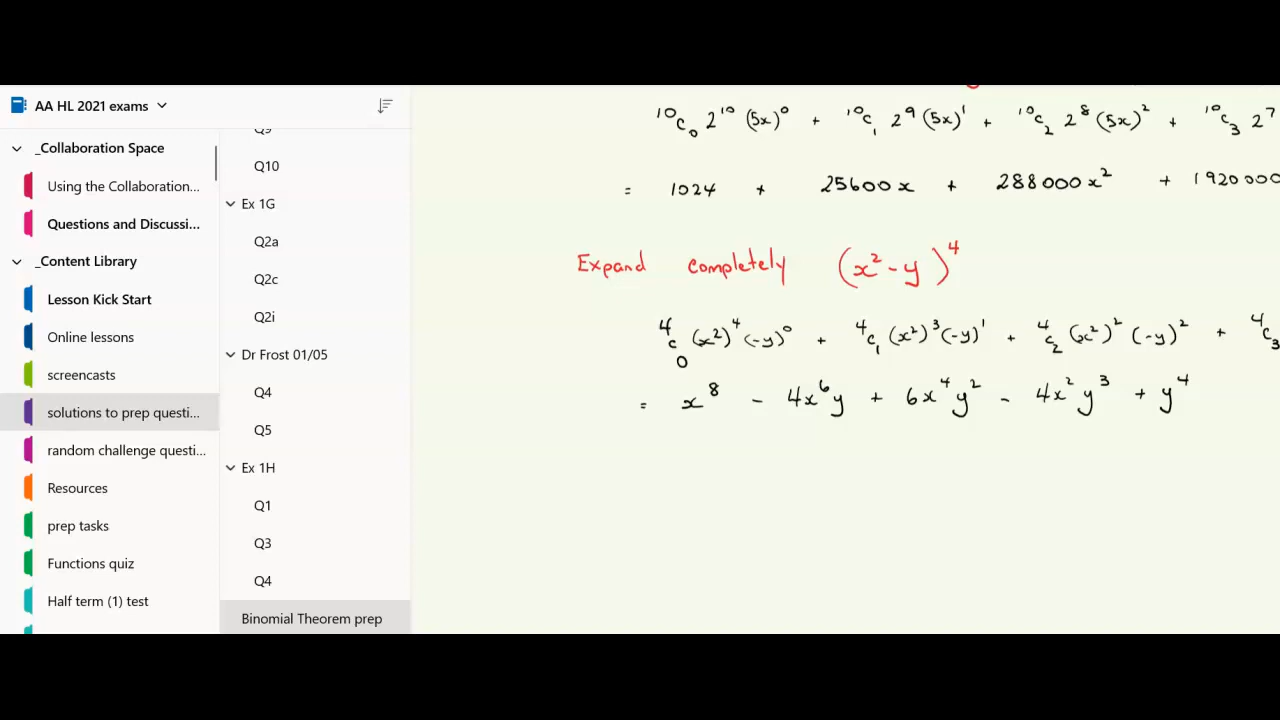 AA HL 2021 exams
_Collaboration Space
Using the Collaboration...
Questions and Discussi...
_Content Library
Lesson Kick Start
Online lessons
screencasts
solutions to prep questi...
random challenge questi...
Resources
prep tasks
Functions quiz
Half term (1) test
Q9
Q10
Ex 1G
Q2a
Q2c
Q2i
Dr Frost 01/05
Q4
Q5
Ex 1H
Q1
Q3
Q4
Binomial Theorem prep
¹⁰C₀ 2¹⁰ (5x)⁰ + ¹⁰C₁ 2⁹ (5x)¹ + ¹⁰C₂ 2⁸ (5x)² + ¹⁰C₃ 2⁷
= 1024 + 25600x + 288000x² + 1920000
Expand completely (x² - y)⁴
⁴C₀ (x²)⁴ (-y)⁰ + ⁴C₁ (x²)³ (-y)¹ + ⁴C₂ (x²)² (-y)² + ⁴C₃
= x⁸ - 4x⁶y + 6x⁴y² - 4x²y³ + y⁴